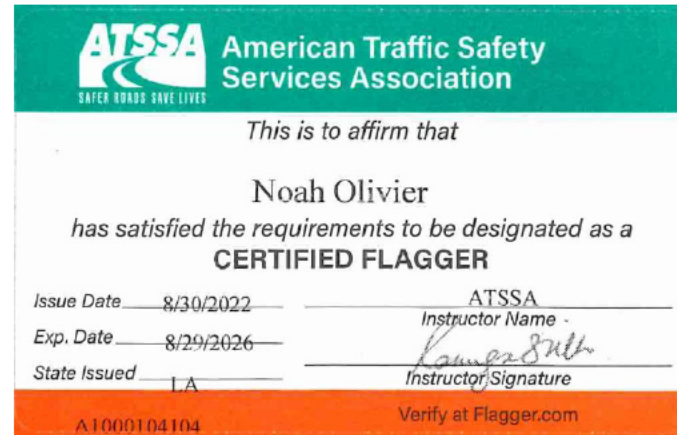 ATSSA
SAFER ROADS SAVE LIVES
American Traffic Safety
Services Association
This is to affirm that
Noah Olivier
has satisfied the requirements to be designated as a
CERTIFIED FLAGGER
Issue Date 8/30/2022
ATSSA
Instructor Name
Exp. Date 8/29/2026
State Issued LA
Instructor Signature
A1000104104
Verify at Flagger.com